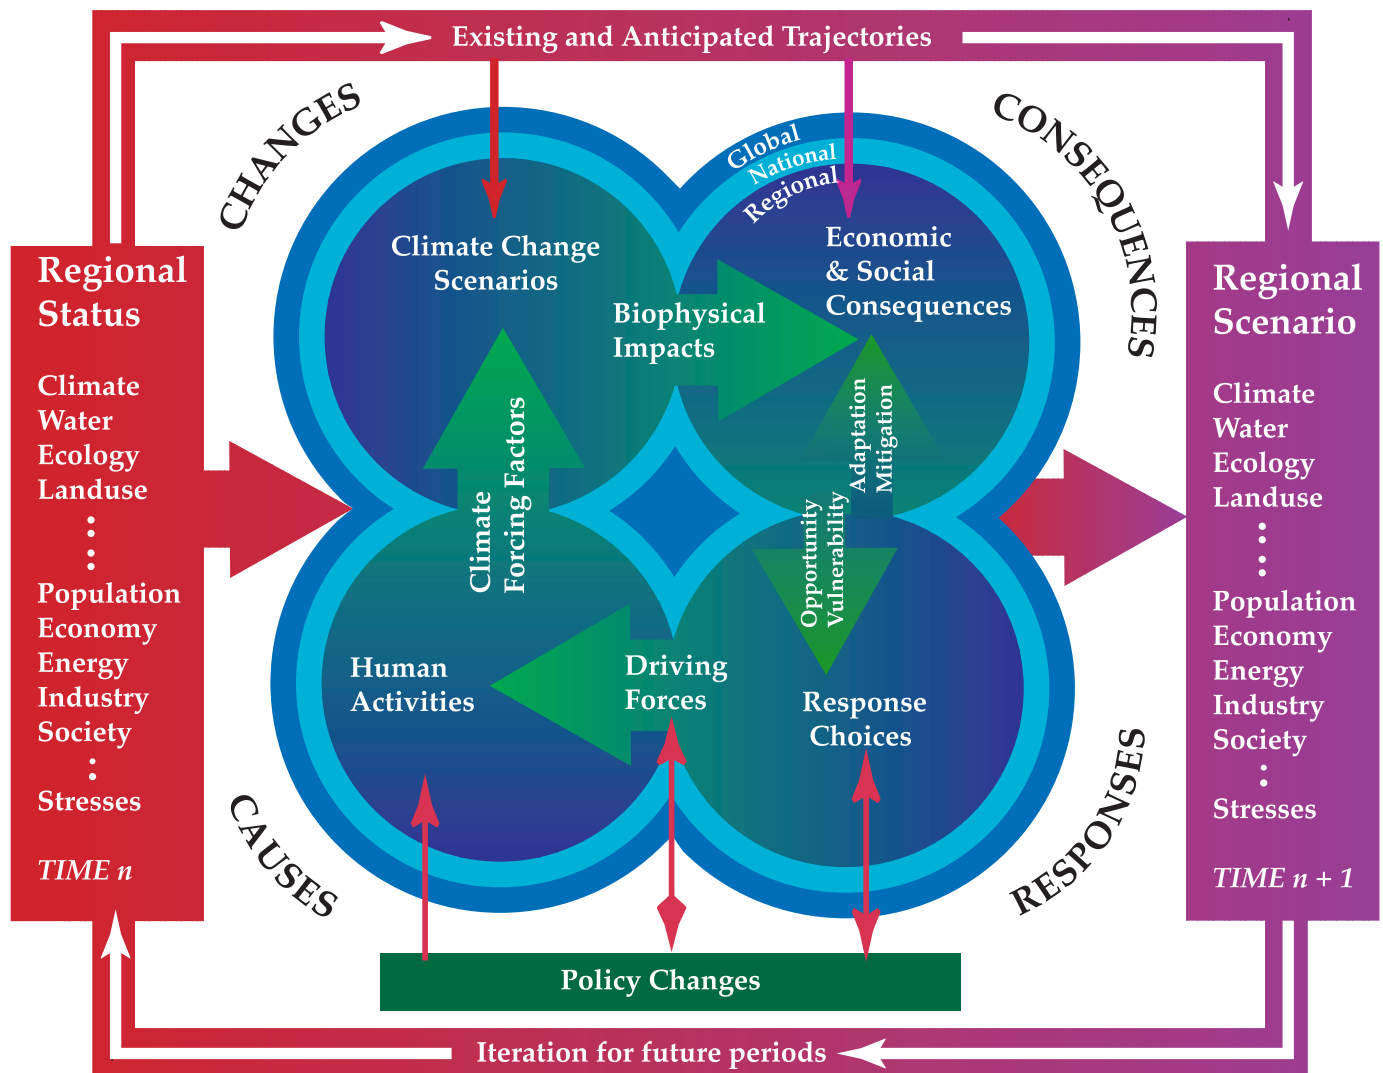 Existing and Anticipated Trajectories
CHANGES
CONSEQUENCES
Global
National
Regional
Regional
Status
Climate
Water
Ecology
Landuse
Population
Economy
Energy
Industry
Society
Stresses
TIME n
Climate Change
Scenarios
Biophysical
Impacts
Economic
& Social
Consequences
Climate
Forcing Factors
Adaptation
Mitigation
Opportunity
Vulnerability
Human
Activities
Driving
Forces
Response
Choices
CAUSES
RESPONSES
Policy Changes
Regional
Scenario
Climate
Water
Ecology
Landuse
Population
Economy
Energy
Industry
Society
Stresses
TIME n + 1
Iteration for future periods